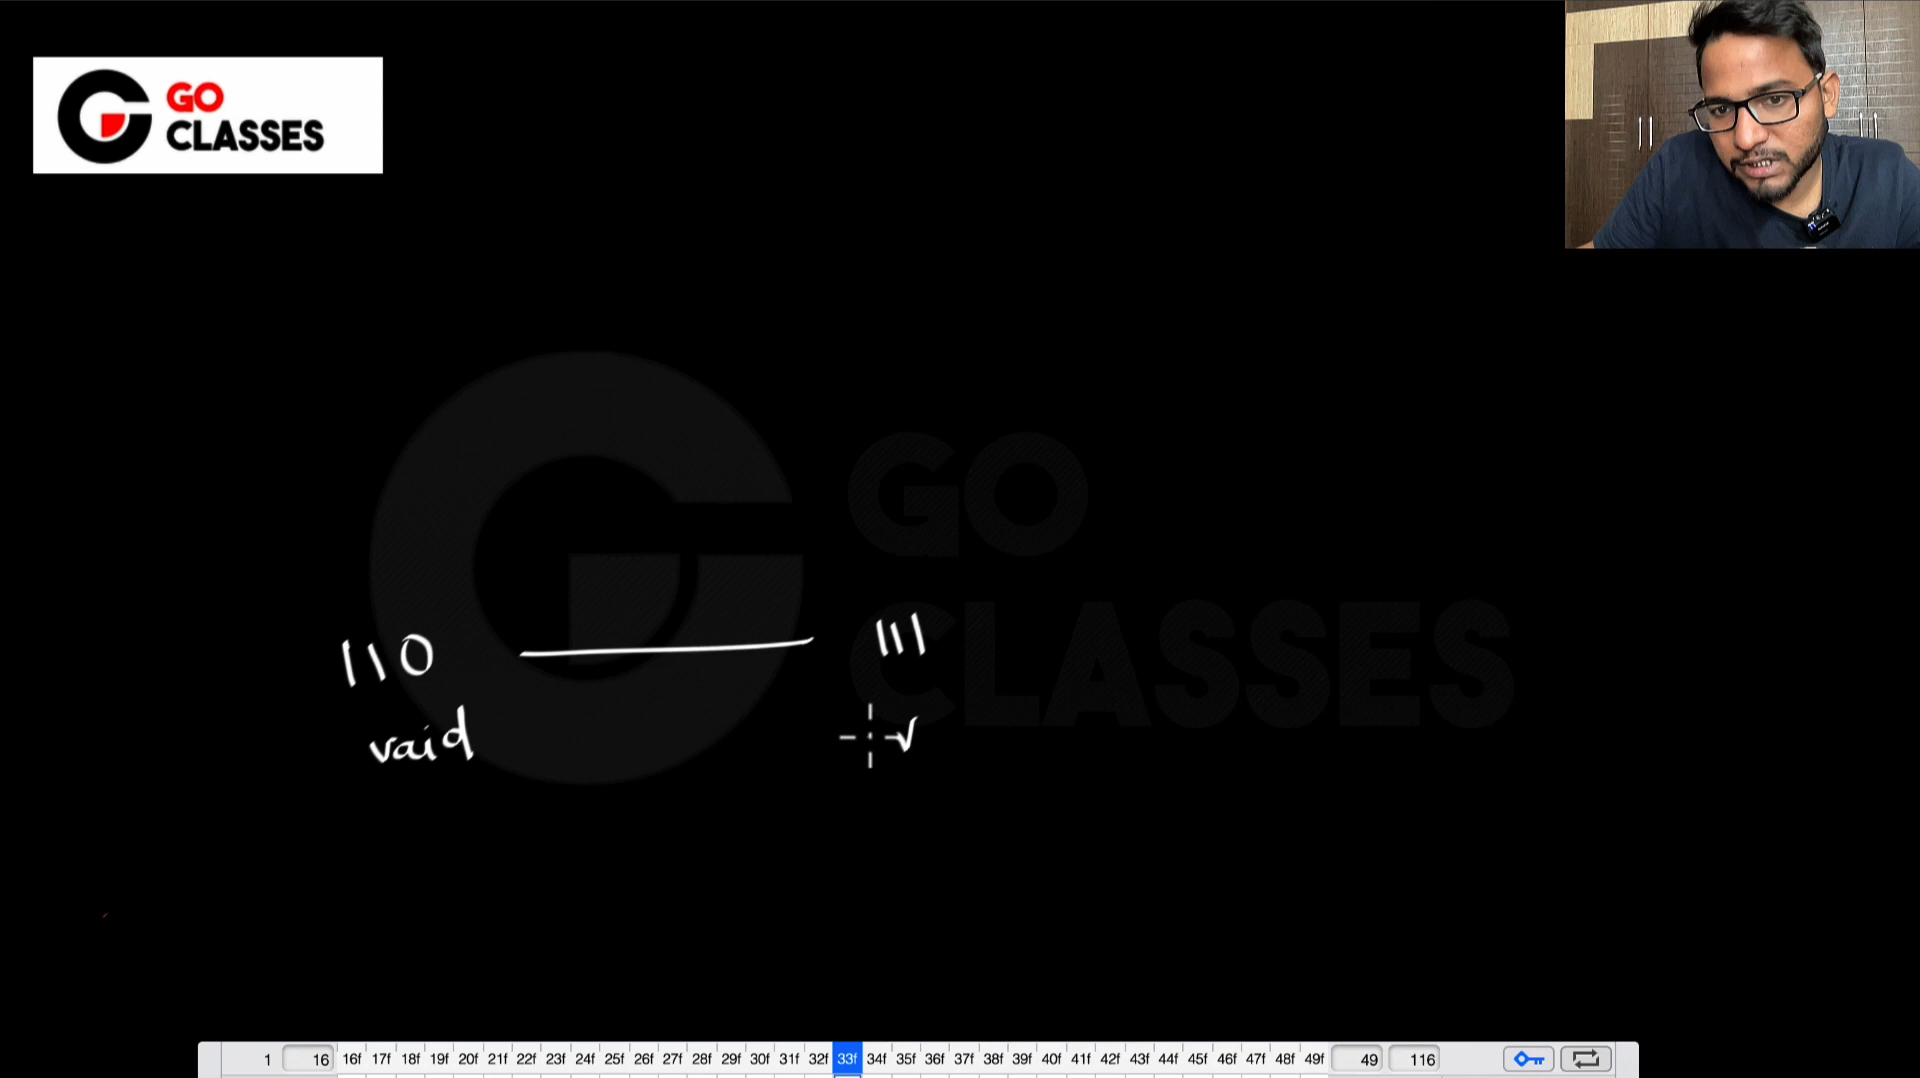 GO
CLASSES
GO
CLASSES
110 111
vaid √
1 16 16f 17f 18f 19f 20f 21f 22f 23f 24f 25f 26f 27f 28f 29f 30f 31f 32f 33f 34f 35f 36f 37f 38f 39f 40f 41f 42f 43f 44f 45f 46f 47f 48f 49f 49 116